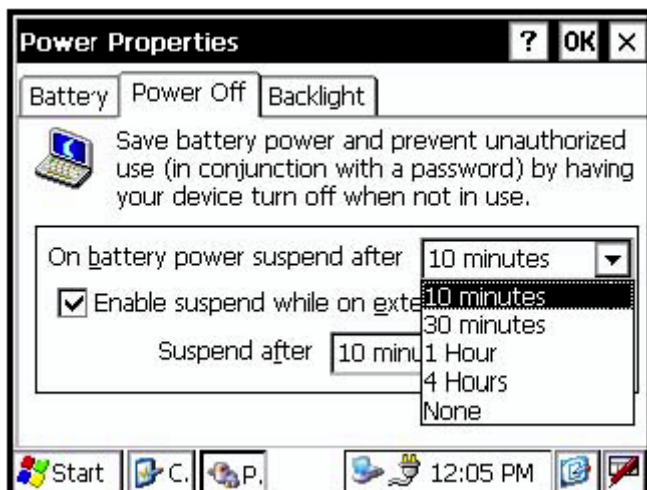 Power Properties ? OK ×
Battery Power Off Backlight
Save battery power and prevent unauthorized
use (in conjunction with a password) by having
your device turn off when not in use.
On battery power suspend after 10 minutes
Enable suspend while on exte
Suspend after 10 minu
10 minutes
30 minutes
1 Hour
4 Hours
None
Start C. P. 12:05 PM